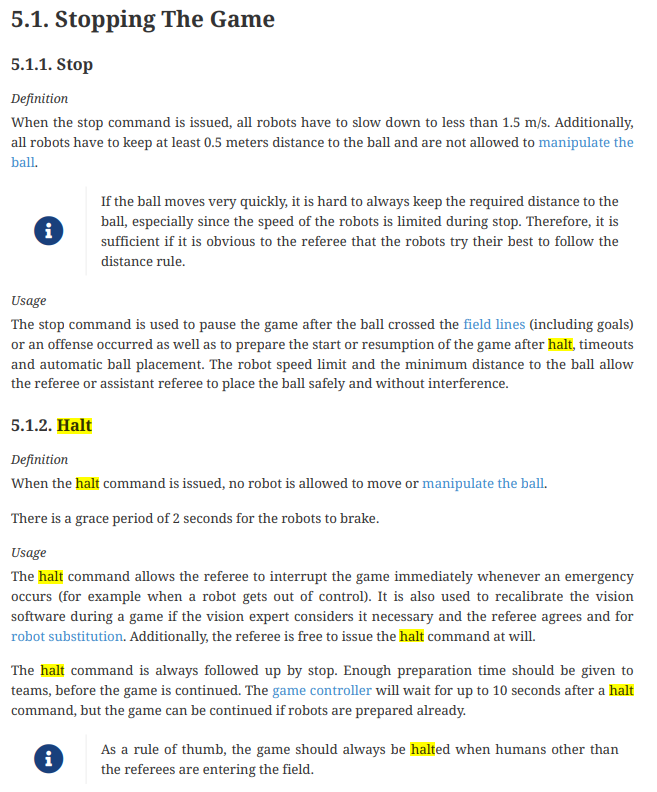 5.1. Stopping The Game
5.1.1. Stop
Definition
When the stop command is issued, all robots have to slow down to less than 1.5 m/s. Additionally,
all robots have to keep at least 0.5 meters distance to the ball and are not allowed to manipulate the
ball.
If the ball moves very quickly, it is hard to always keep the required distance to the
ball, especially since the speed of the robots is limited during stop. Therefore, it is
sufficient if it is obvious to the referee that the robots try their best to follow the
distance rule.
Usage
The stop command is used to pause the game after the ball crossed the field lines (including goals)
or an offense occurred as well as to prepare the start or resumption of the game after halt, timeouts
and automatic ball placement. The robot speed limit and the minimum distance to the ball allow
the referee or assistant referee to place the ball safely and without interference.
5.1.2. Halt
Definition
When the halt command is issued, no robot is allowed to move or manipulate the ball.
There is a grace period of 2 seconds for the robots to brake.
Usage
The halt command allows the referee to interrupt the game immediately whenever an emergency
occurs (for example when a robot gets out of control). It is also used to recalibrate the vision
software during a game if the vision expert considers it necessary and the referee agrees and for
robot substitution. Additionally, the referee is free to issue the halt command at will.
The halt command is always followed up by stop. Enough preparation time should be given to
teams, before the game is continued. The game controller will wait for up to 10 seconds after a halt
command, but the game can be continued if robots are prepared already.
As a rule of thumb, the game should always be halted when humans other than
the referees are entering the field.